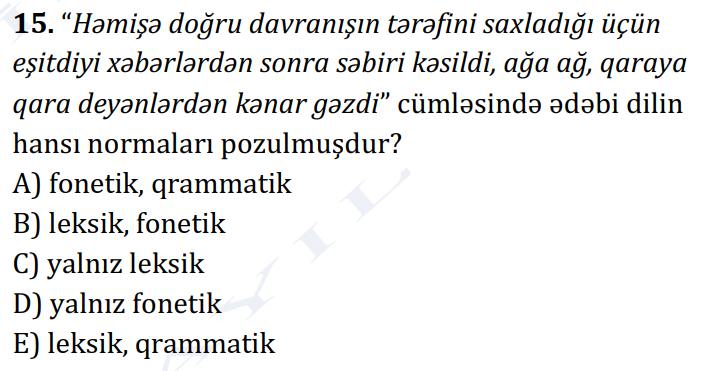 15. “Həmişə doğru davranışın tərəfini saxladığı üçün
eşitdiyi xəbərlərdən sonra səbiri kəsildi, ağa ağ, qaraya
qara deyənlərdən kənar gəzdi” cümləsində ədəbi dilin
hansı normaları pozulmuşdur?
A) fonetik, qrammatik
B) leksik, fonetik
C) yalnız leksik
D) yalnız fonetik
E) leksik, qrammatik